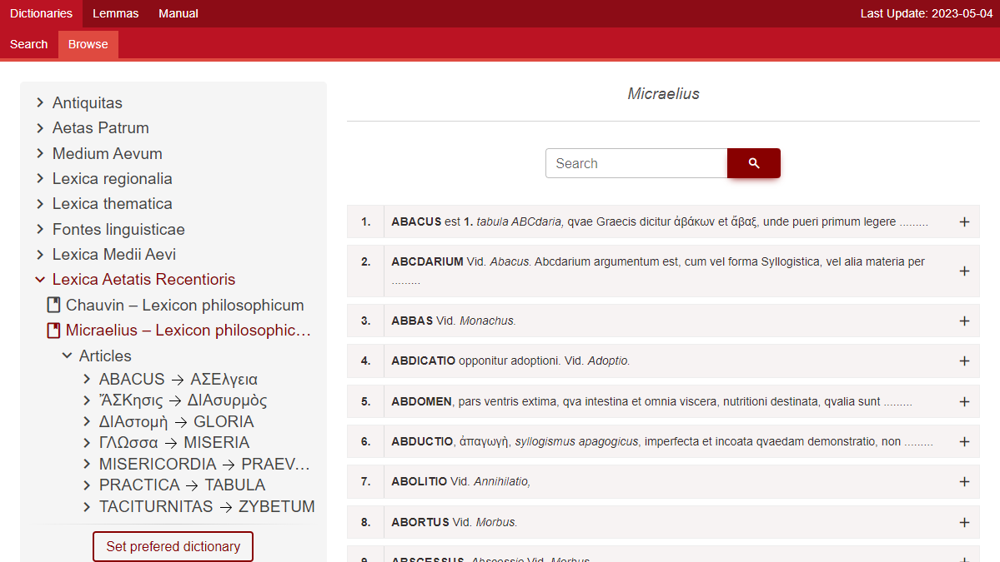 Dictionaries Lemmas Manual Last Update: 2023-05-04
Search Browse
Antiquitas
Aetas Patrum
Medium Aevum
Lexica regionalia
Lexica thematica
Fontes linguisticae
Lexica Medii Aevi
Lexica Aetatis Recentioris
Chauvin – Lexicon philosophicum
Micraelius – Lexicon philosophic…
Articles
ABACUS → ΑΣΕλγεια
ἌΣΚησις → ΔΙΑσυρμὸς
ΔΙΑστομὴ → GLORIA
ΓΛΩσσα → MISERIA
MISERICORDIA → PRAEV…
PRACTICA → TABULA
TACITURNITAS → ZYBETUM
Set prefered dictionary
Micraelius
Search
1. ABACUS est 1. tabula ABCdaria, qvae Graecis dicitur ἀβάκων et ἄβαξ, unde pueri primum legere .........
2. ABCDARIUM Vid. Abacus. Abcdarium argumentum est, cum vel forma Syllogistica, vel alia materia per
.........
3. ABBAS Vid. Monachus.
4. ABDICATIO opponitur adoptioni. Vid. Adoptio.
5. ABDOMEN, pars ventris extima, qva intestina et omnia viscera, nutritioni destinata, qvalia sunt .........
6. ABDUCTIO, ἀπαγωγὴ, syllogismus apagogicus, imperfecta et incoata qvaedam demonstratio, non .........
7. ABOLITIO Vid. Annihilatio,
8. ABORTUS Vid. Morbus.
9. ABSCESSUS, Abscessio Vid. Morbus.